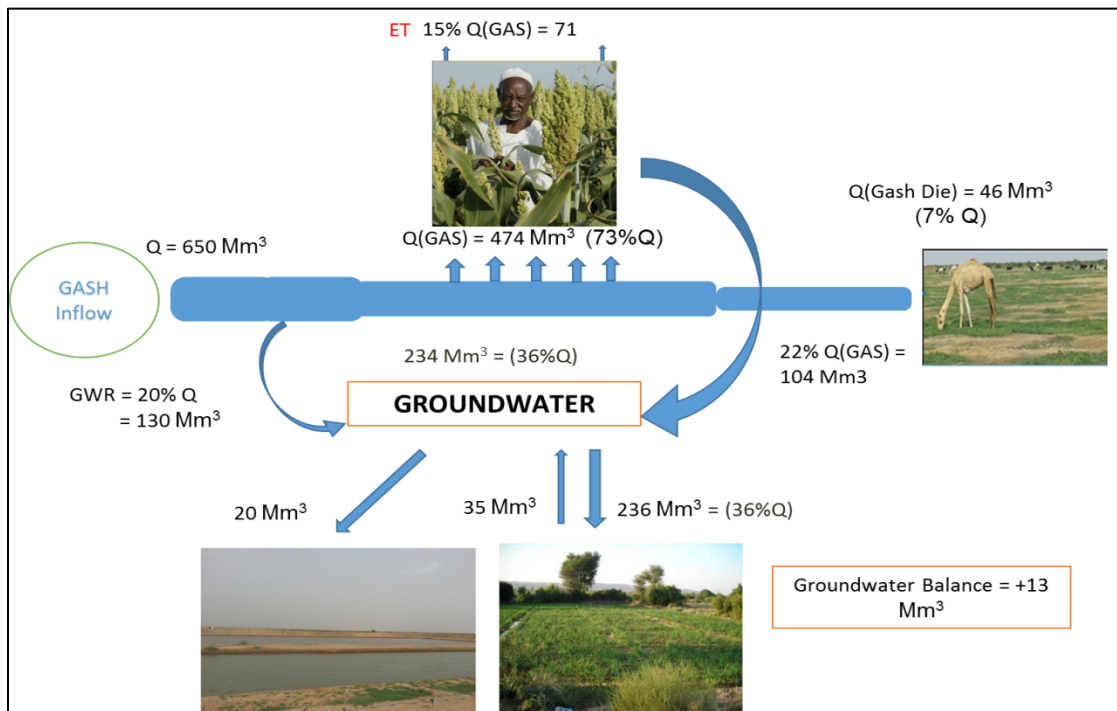 ET 15% Q(GAS) = 71
Q(Gash Die) = 46 Mm³
(7% Q)
Q = 650 Mm³
Q(GAS) = 474 Mm³ (73%Q)
GASH
Inflow
234 Mm³ = (36%Q)
22% Q(GAS) =
104 Mm3
GWR = 20% Q
= 130 Mm³
GROUNDWATER
20 Mm³
35 Mm³
236 Mm³ = (36%Q)
Groundwater Balance = +13
Mm³